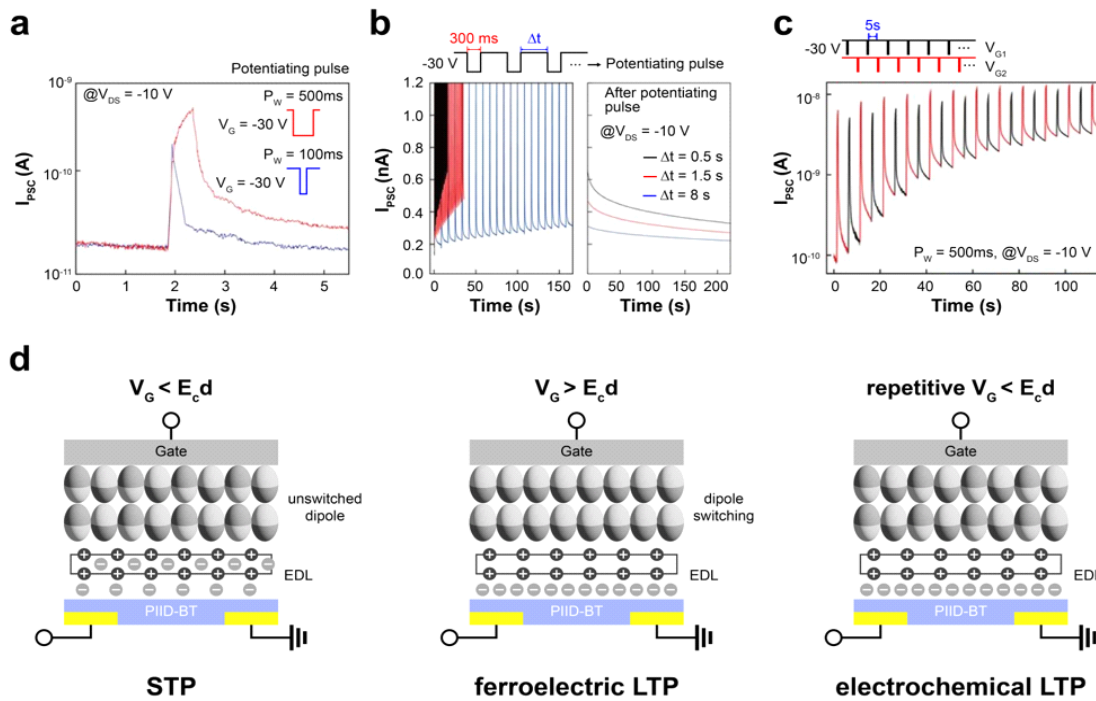 a
Potentiating pulse
@V_DS = -10 V
P_W = 500ms
V_G = -30 V
P_W = 100ms
V_G = -30 V
10^-9
10^-10
10^-11
I_PSC (A)
0 1 2 3 4 5
Time (s)
b
300 ms
Δt
-30 V
··· → Potentiating pulse
After potentiating
pulse
@V_DS = -10 V
Δt = 0.5 s
Δt = 1.5 s
Δt = 8 s
1.2
1.0
0.8
0.6
0.4
0.2
0.0
I_PSC (nA)
0 50 100 150
Time (s)
0 50 100 150 200
Time (s)
c
5s
-30 V
··· V_G1
··· V_G2
10^-8
10^-9
10^-10
I_PSC (A)
P_W = 500ms, @V_DS = -10 V
0 20 40 60 80 100
Time (s)
d
V_G < E_c d
Gate
unswitched
dipole
EDL
PIID-BT
STP
V_G > E_c d
Gate
dipole
switching
EDL
PIID-BT
ferroelectric LTP
repetitive V_G < E_c d
Gate
PIID-BT
electrochemical LTP